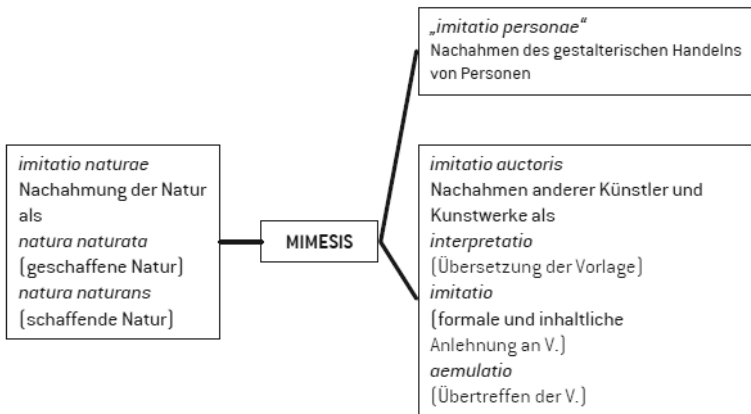 „imitatio personae“
Nachahmen des gestalterischen Handelns
von Personen
imitatio naturae
Nachahmung der Natur
als
natura naturata
(geschaffene Natur)
natura naturans
(schaffende Natur)
MIMESIS
imitatio auctoris
Nachahmen anderer Künstler und
Kunstwerke als
interpretatio
(Übersetzung der Vorlage)
imitatio
(formale und inhaltliche
Anlehnung an V.)
aemulatio
(Übertreffen der V.)